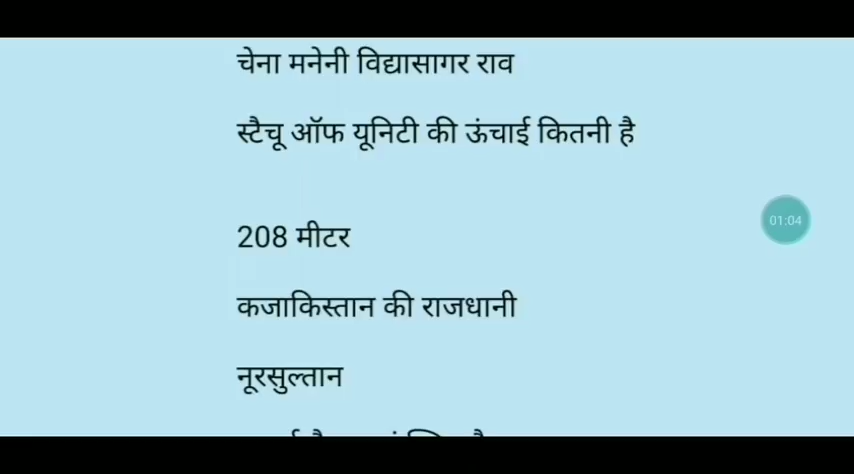 चेना मनेनी विद्यासागर राव
स्टैचू ऑफ यूनिटी की ऊंचाई कितनी है
208 मीटर
01:04
कजाकिस्तान की राजधानी
नूरसुल्तान